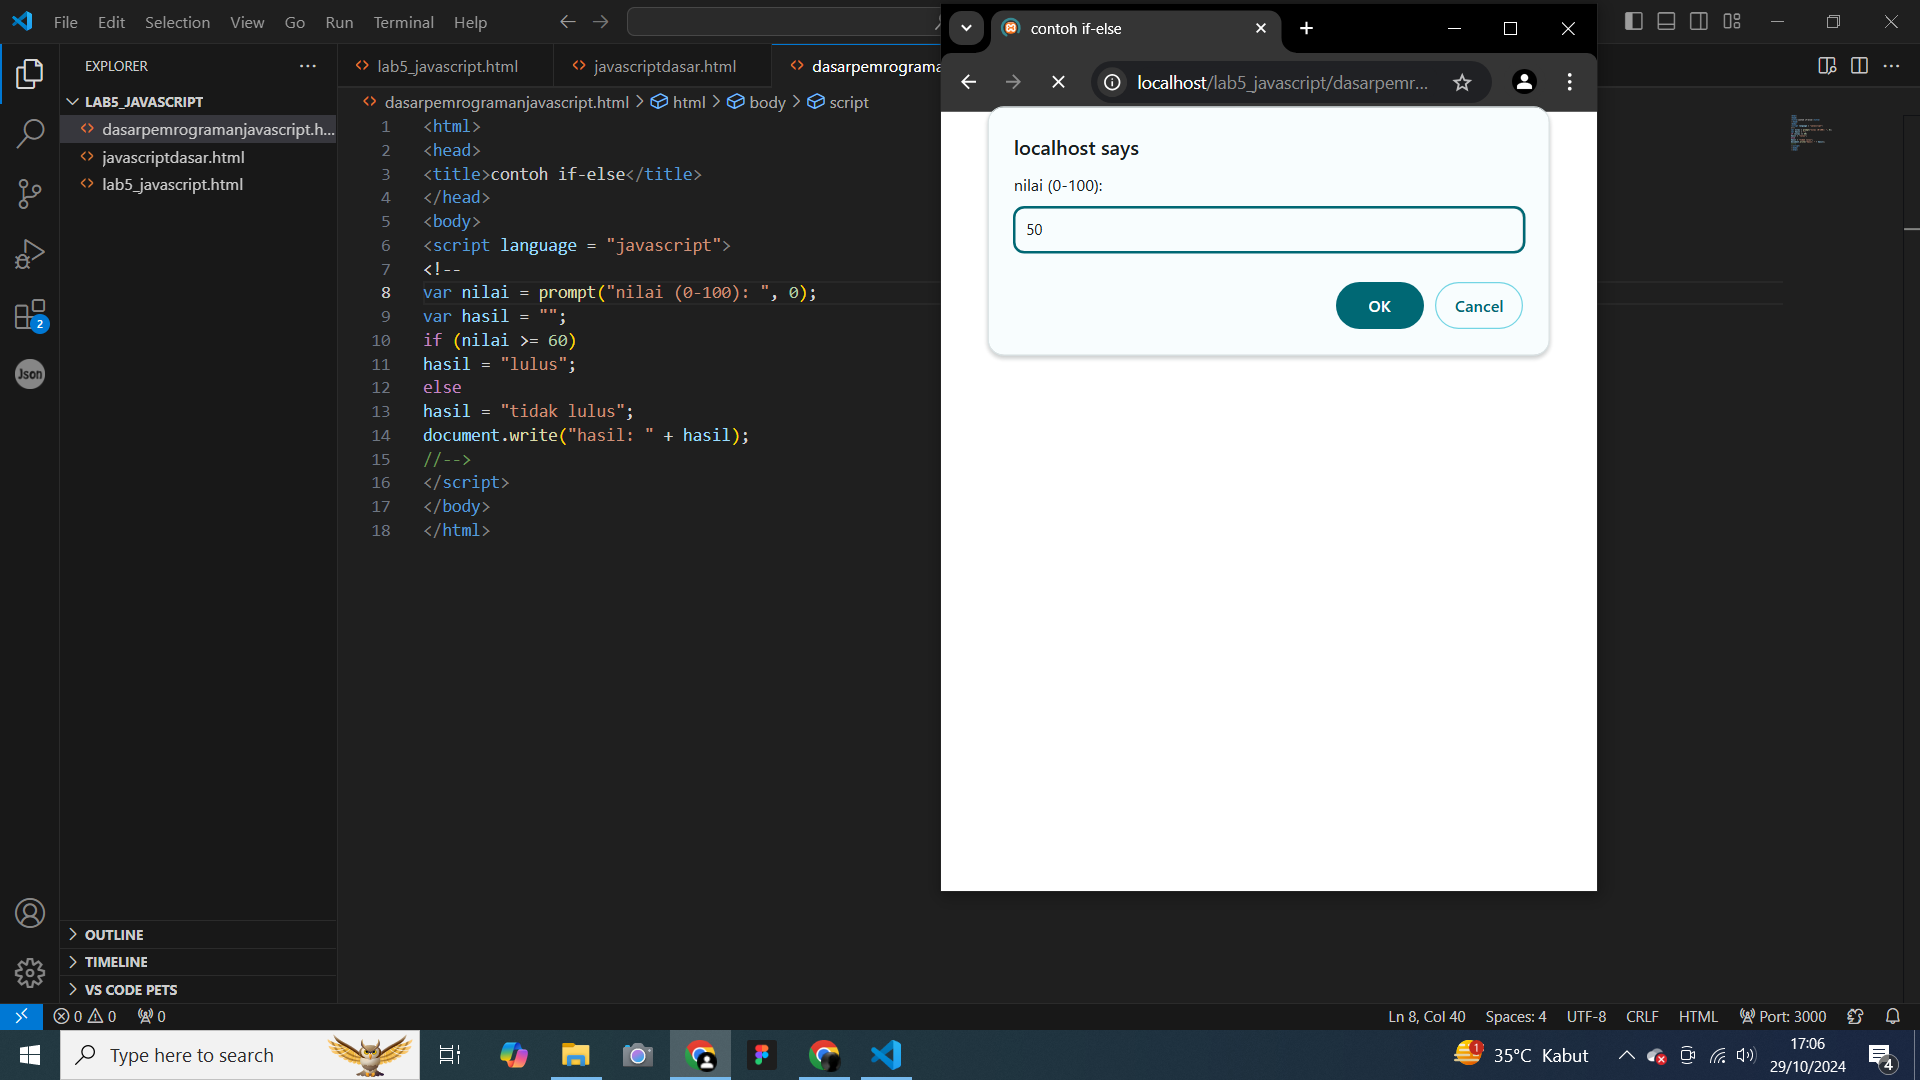 File Edit Selection View Go Run Terminal Help
EXPLORER
LAB5_JAVASCRIPT
dasarpemrogramanjavascript.h...
javascriptdasar.html
lab5_javascript.html
OUTLINE
TIMELINE
VS CODE PETS
2
Json
lab5_javascript.html javascriptdasar.html dasarpemrograma
dasarpemrogramanjavascript.html > html > body > script
1 <html>
2 <head>
3 <title>contoh if-else</title>
4 </head>
5 <body>
6 <script language = "javascript">
7 <!--
8 var nilai = prompt("nilai (0-100): ", 0);
9 var hasil = "";
10 if (nilai >= 60)
11 hasil = "lulus";
12 else
13 hasil = "tidak lulus";
14 document.write("hasil: " + hasil);
15 //-->
16 </script>
17 </body>
18 </html>
contoh if-else
localhost/lab5_javascript/dasarpemr...
localhost says
nilai (0-100):
50
OK Cancel
0 0 0
Ln 8, Col 40 Spaces: 4 UTF-8 CRLF HTML Port: 3000
Type here to search
1
35°C Kabut
17:06
29/10/2024
4